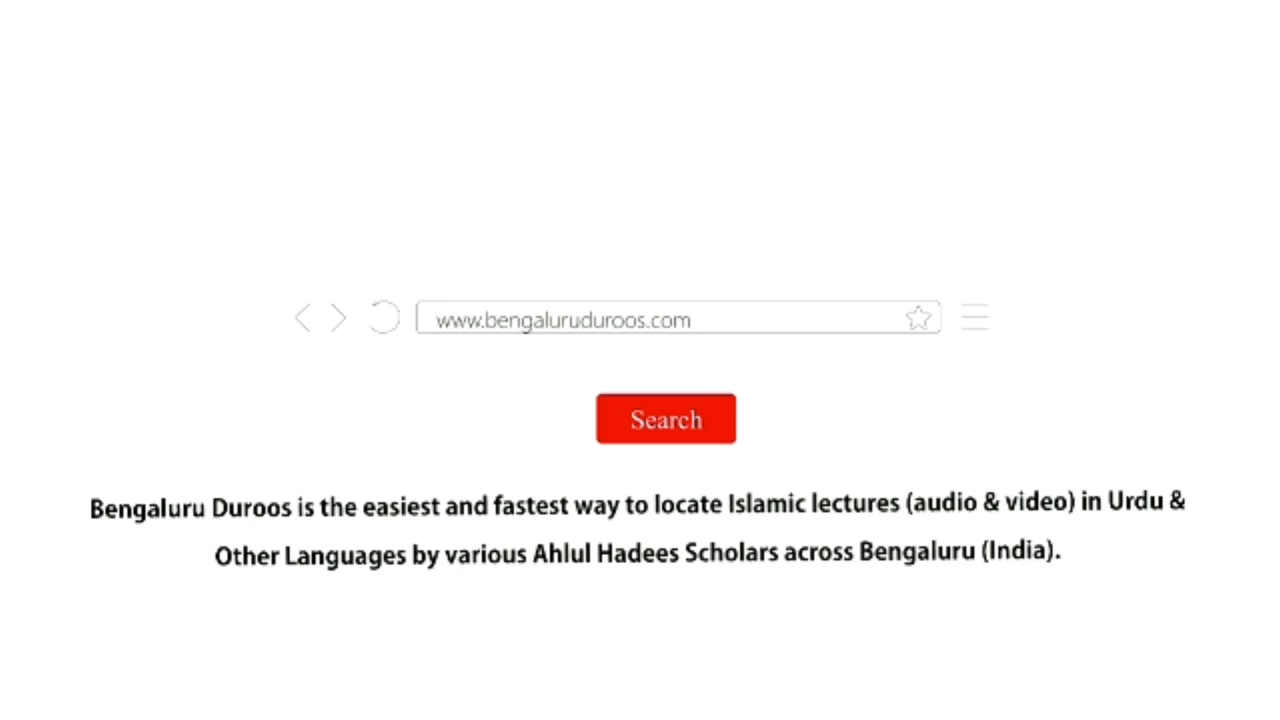 www.bengaluruduroos.com
Search
Bengaluru Duroos is the easiest and fastest way to locate Islamic lectures (audio & video) in Urdu &
Other Languages by various Ahlul Hadees Scholars across Bengaluru (India).